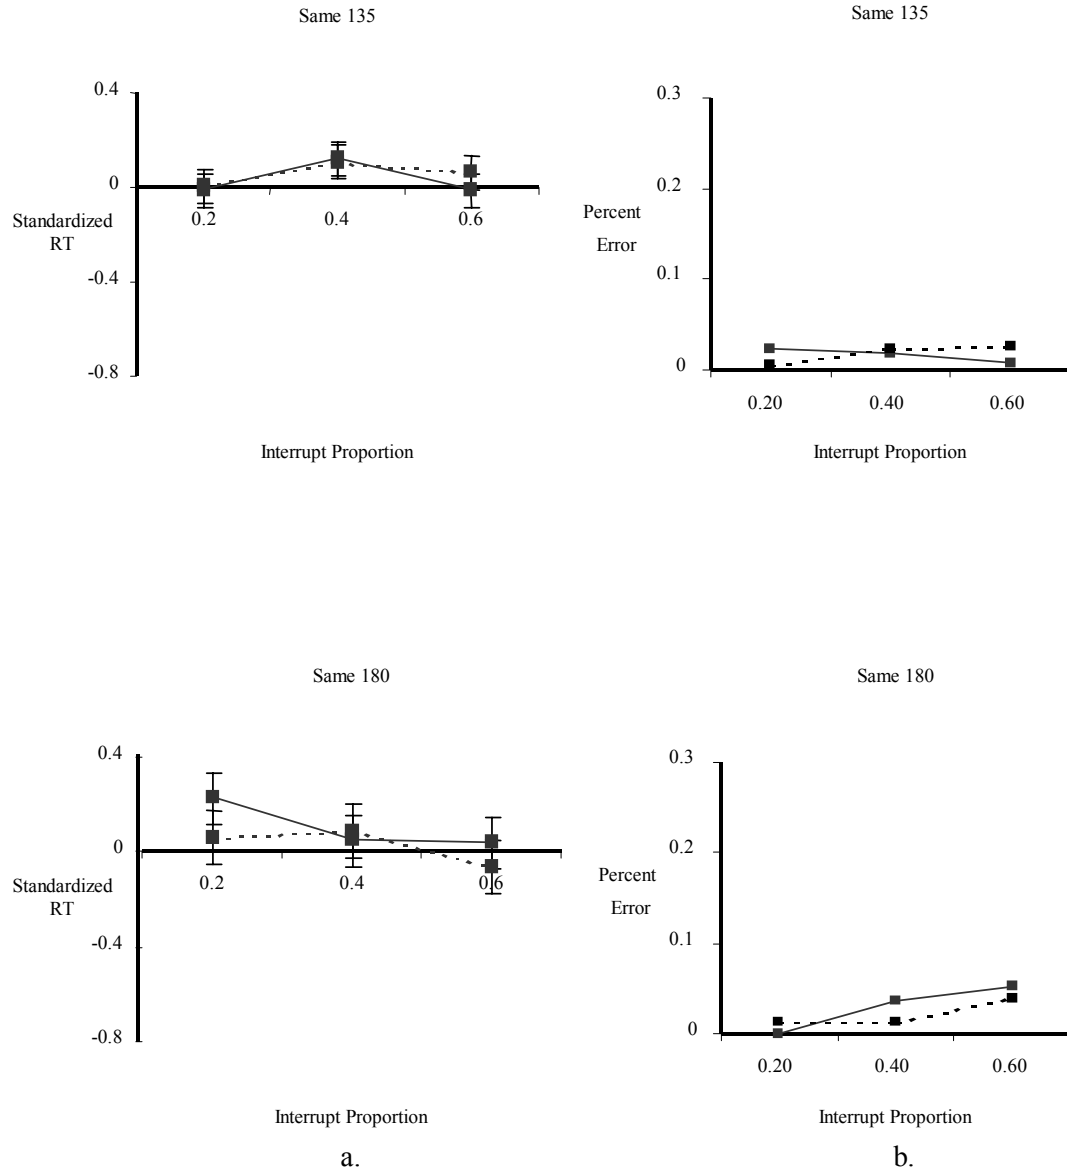 Same 135
0.4
0
-0.4
-0.8
Standardized
RT
0.2
0.4
0.6
Interrupt Proportion
Same 135
0.3
0.2
0.1
0
Percent
Error
0.20
0.40
0.60
Interrupt Proportion
Same 180
0.4
0
-0.4
-0.8
Standardized
RT
0.2
0.4
0.6
Interrupt Proportion
a.
Same 180
0.3
0.2
0.1
0
Percent
Error
0.20
0.40
0.60
Interrupt Proportion
b.